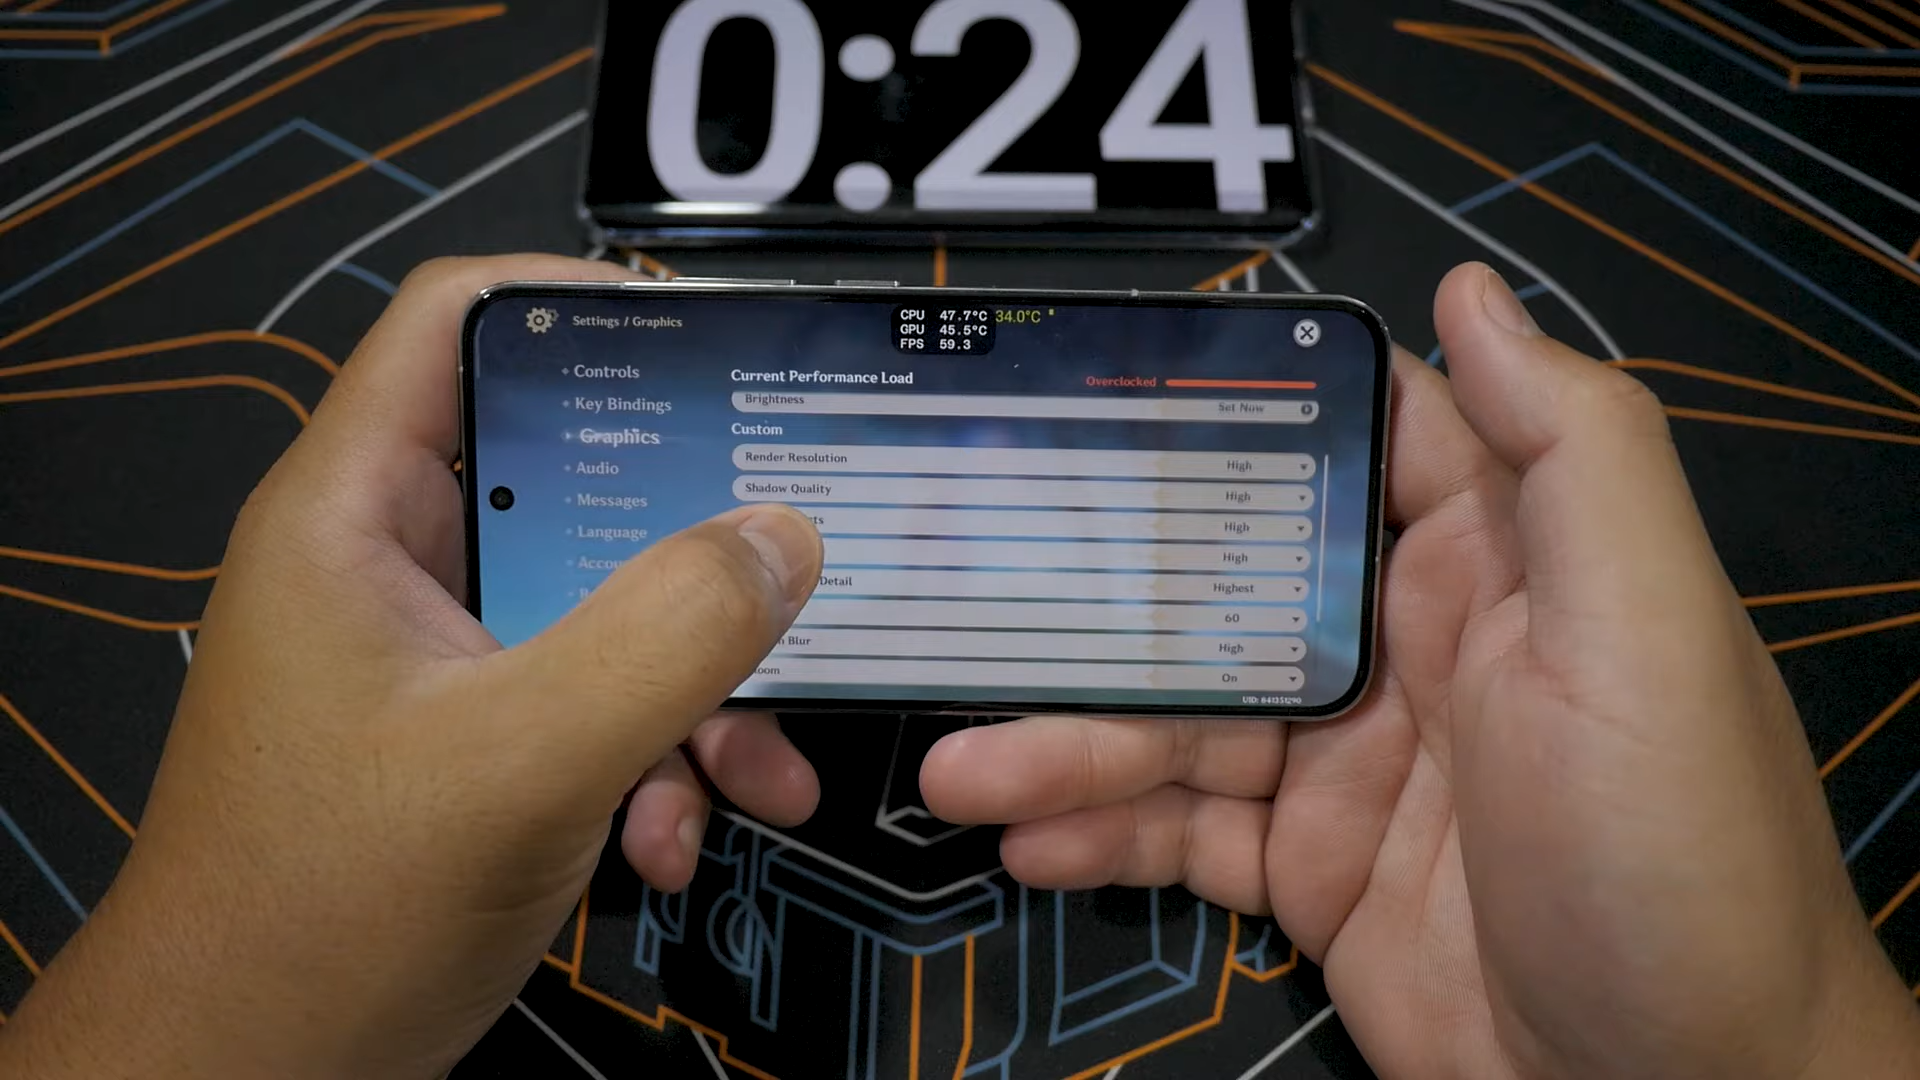 0:24
Settings / Graphics
CPU 47.7°C 34.0°C
GPU 45.5°C
FPS 59.3
Controls
Key Bindings
Graphics
Audio
Messages
Language
Current Performance Load
Overclocked
Brightness
Set Now
Custom
Render Resolution
High
Shadow Quality
High
High
High
Detail
Highest
60
Blur
High
On